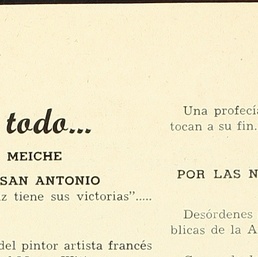 todo...
MEICHE
SAN ANTONIO
z tiene sus victorias".....
del pintor artista francés
Una profecí
tocan a su fin.
POR LAS N
Desórdenes
blicas de la A